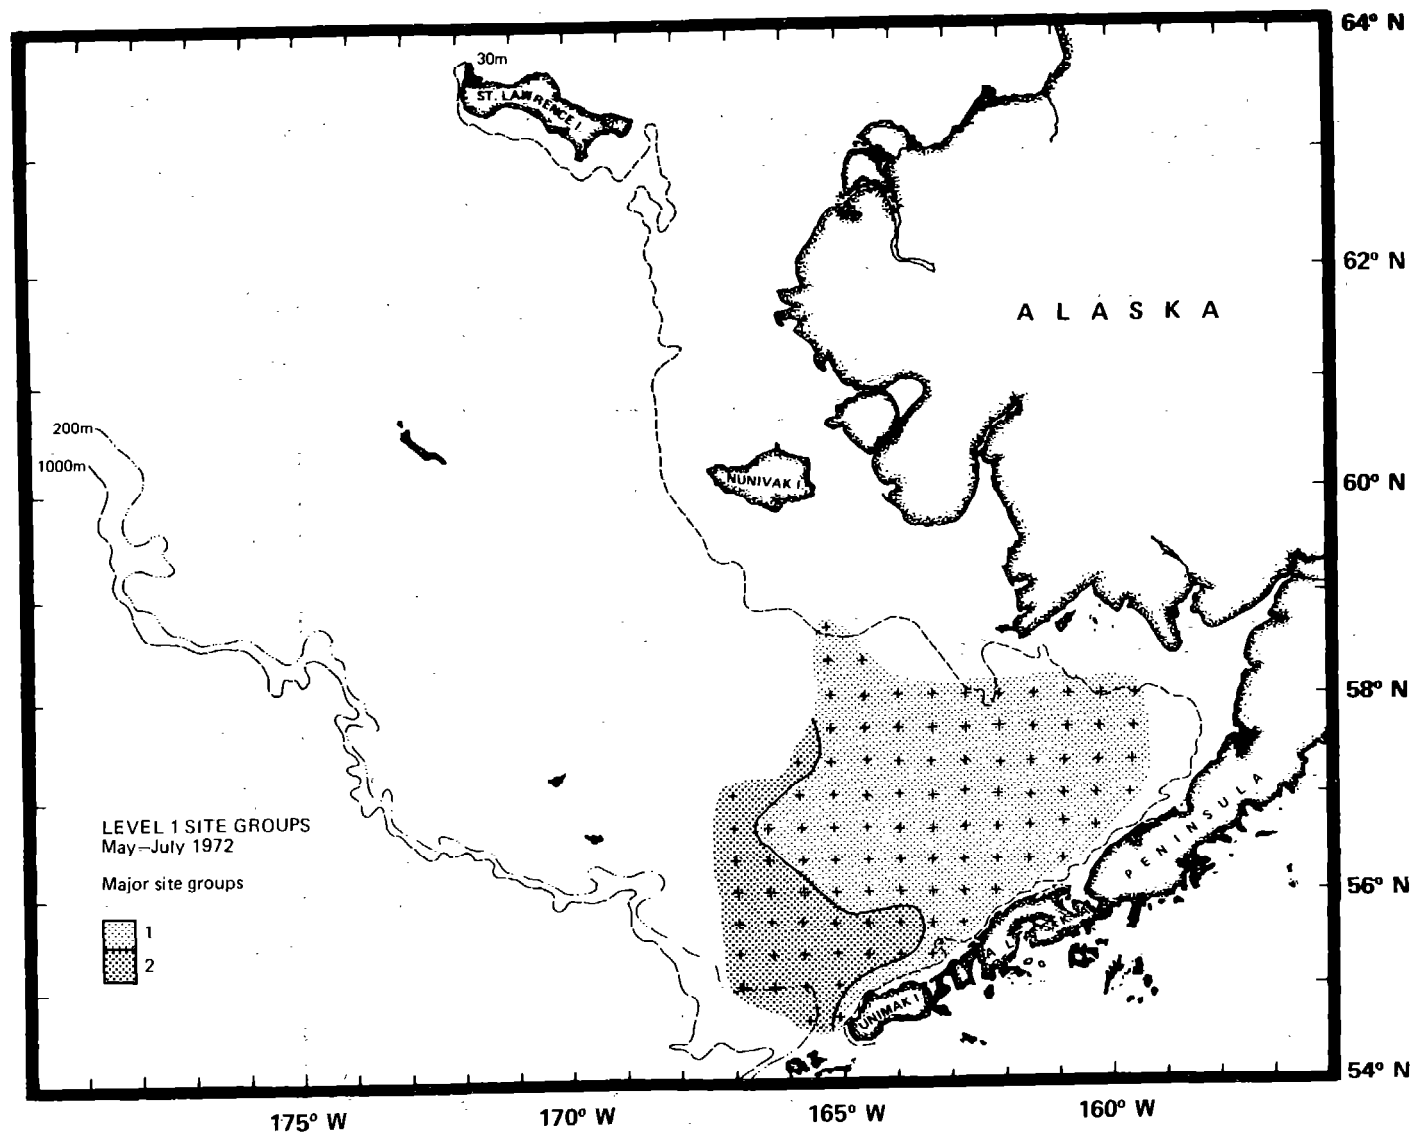 64° N
30m
ST. LAWRENCE I.
62° N
ALASKA
200m
1000m
NUNIVAK I.
60° N
58° N
LEVEL 1 SITE GROUPS
May–July 1972
Major site groups
1
2
PENINSULA
56° N
UNIMAK I.
54° N
175° W
170° W
165° W
160° W